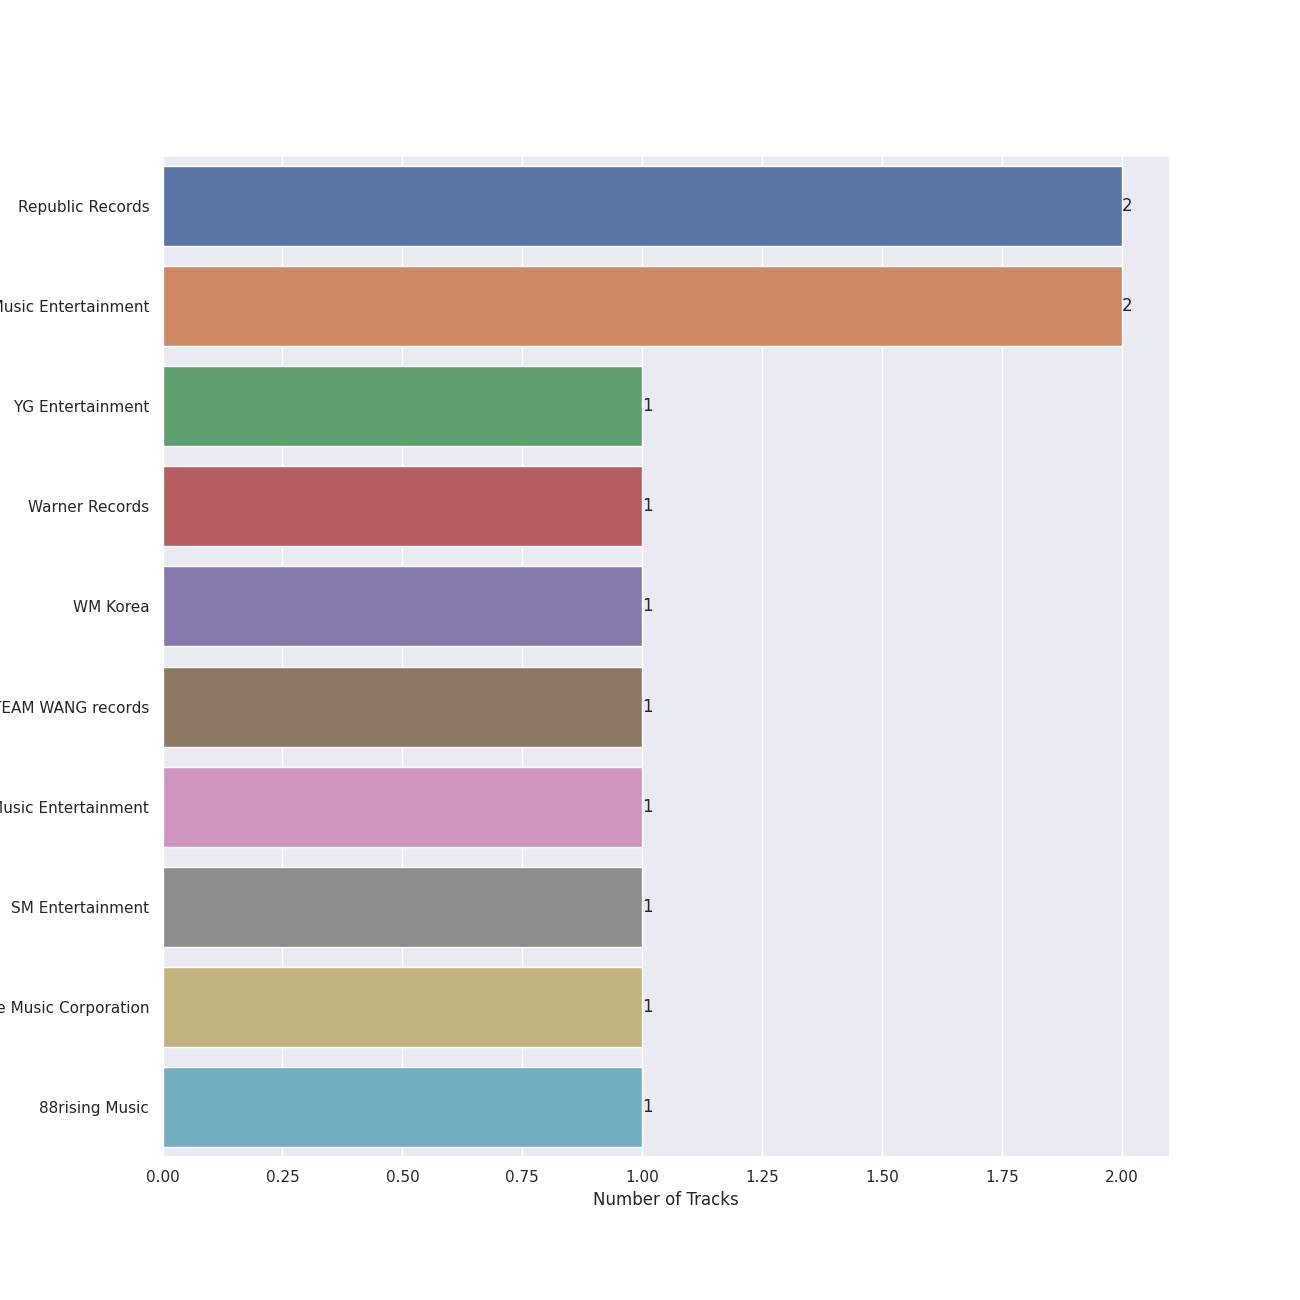 Republic Records 2
Music Entertainment 2
YG Entertainment 1
Warner Records 1
WM Korea 1
TEAM WANG records 1
Music Entertainment 1
SM Entertainment 1
e Music Corporation 1
88rising Music 1
0.00 0.25 0.50 0.75 1.00 1.25 1.50 1.75 2.00
Number of Tracks